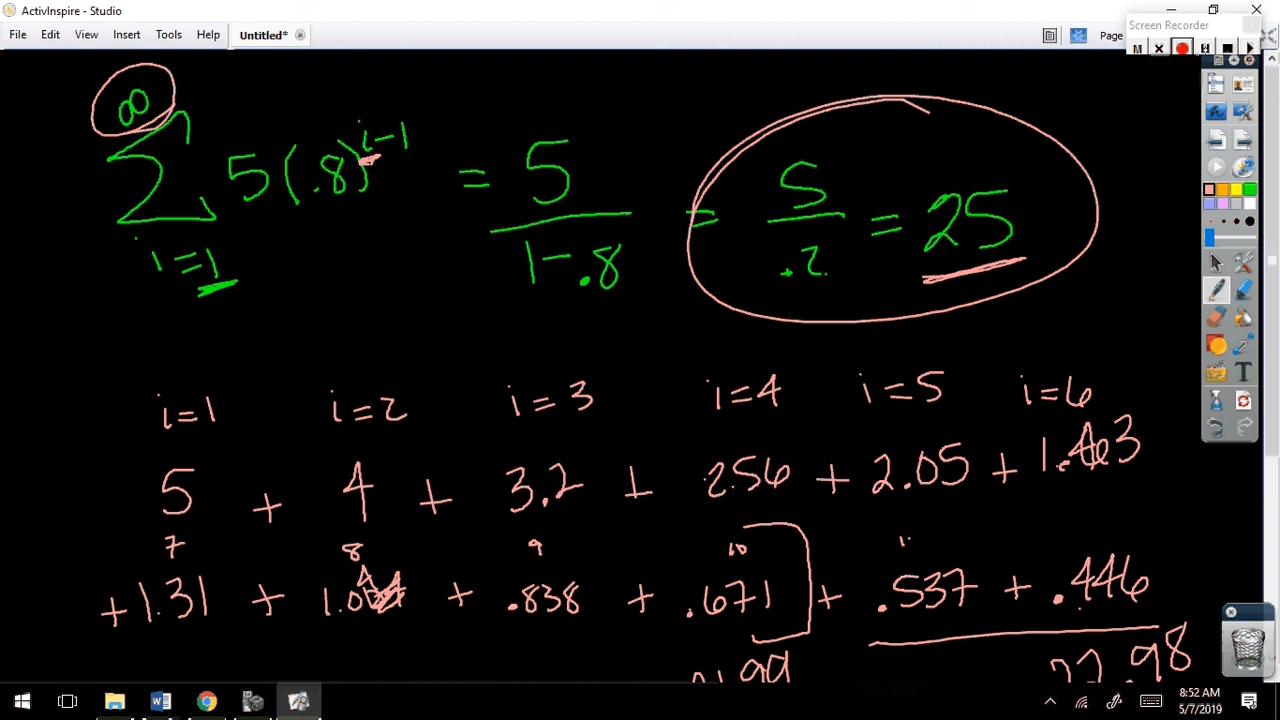 ActivInspire - Studio
Screen Recorder
File Edit View Insert Tools Help Untitled* Page
∞
∑ 5(.8)^(i-1) = 5/(1-.8) = 5/.2 = 25
i=1
i=1 i=2 i=3 i=4 i=5 i=6
5 + 4 + 3.2 + 2.56 + 2.05 +
7 8 9 10
+1.31 + + .838 + .671 + .537 + .446
8:52 AM
5/7/2019